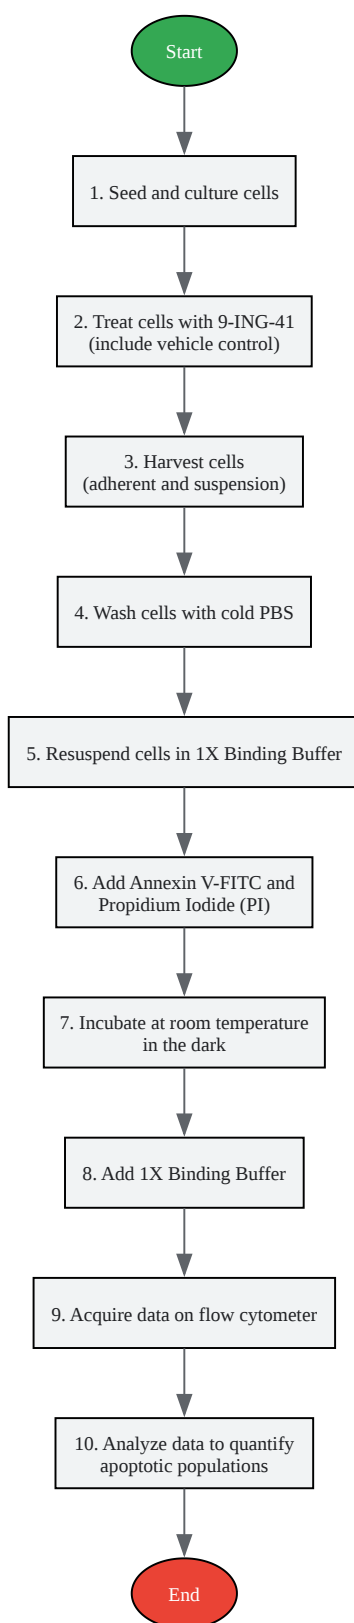 Start
1. Seed and culture cells
2. Treat cells with 9-ING-41
(include vehicle control)
3. Harvest cells
(adherent and suspension)
4. Wash cells with cold PBS
5. Resuspend cells in 1X Binding Buffer
6. Add Annexin V-FITC and
Propidium Iodide (PI)
7. Incubate at room temperature
in the dark
8. Add 1X Binding Buffer
9. Acquire data on flow cytometer
10. Analyze data to quantify
apoptotic populations
End